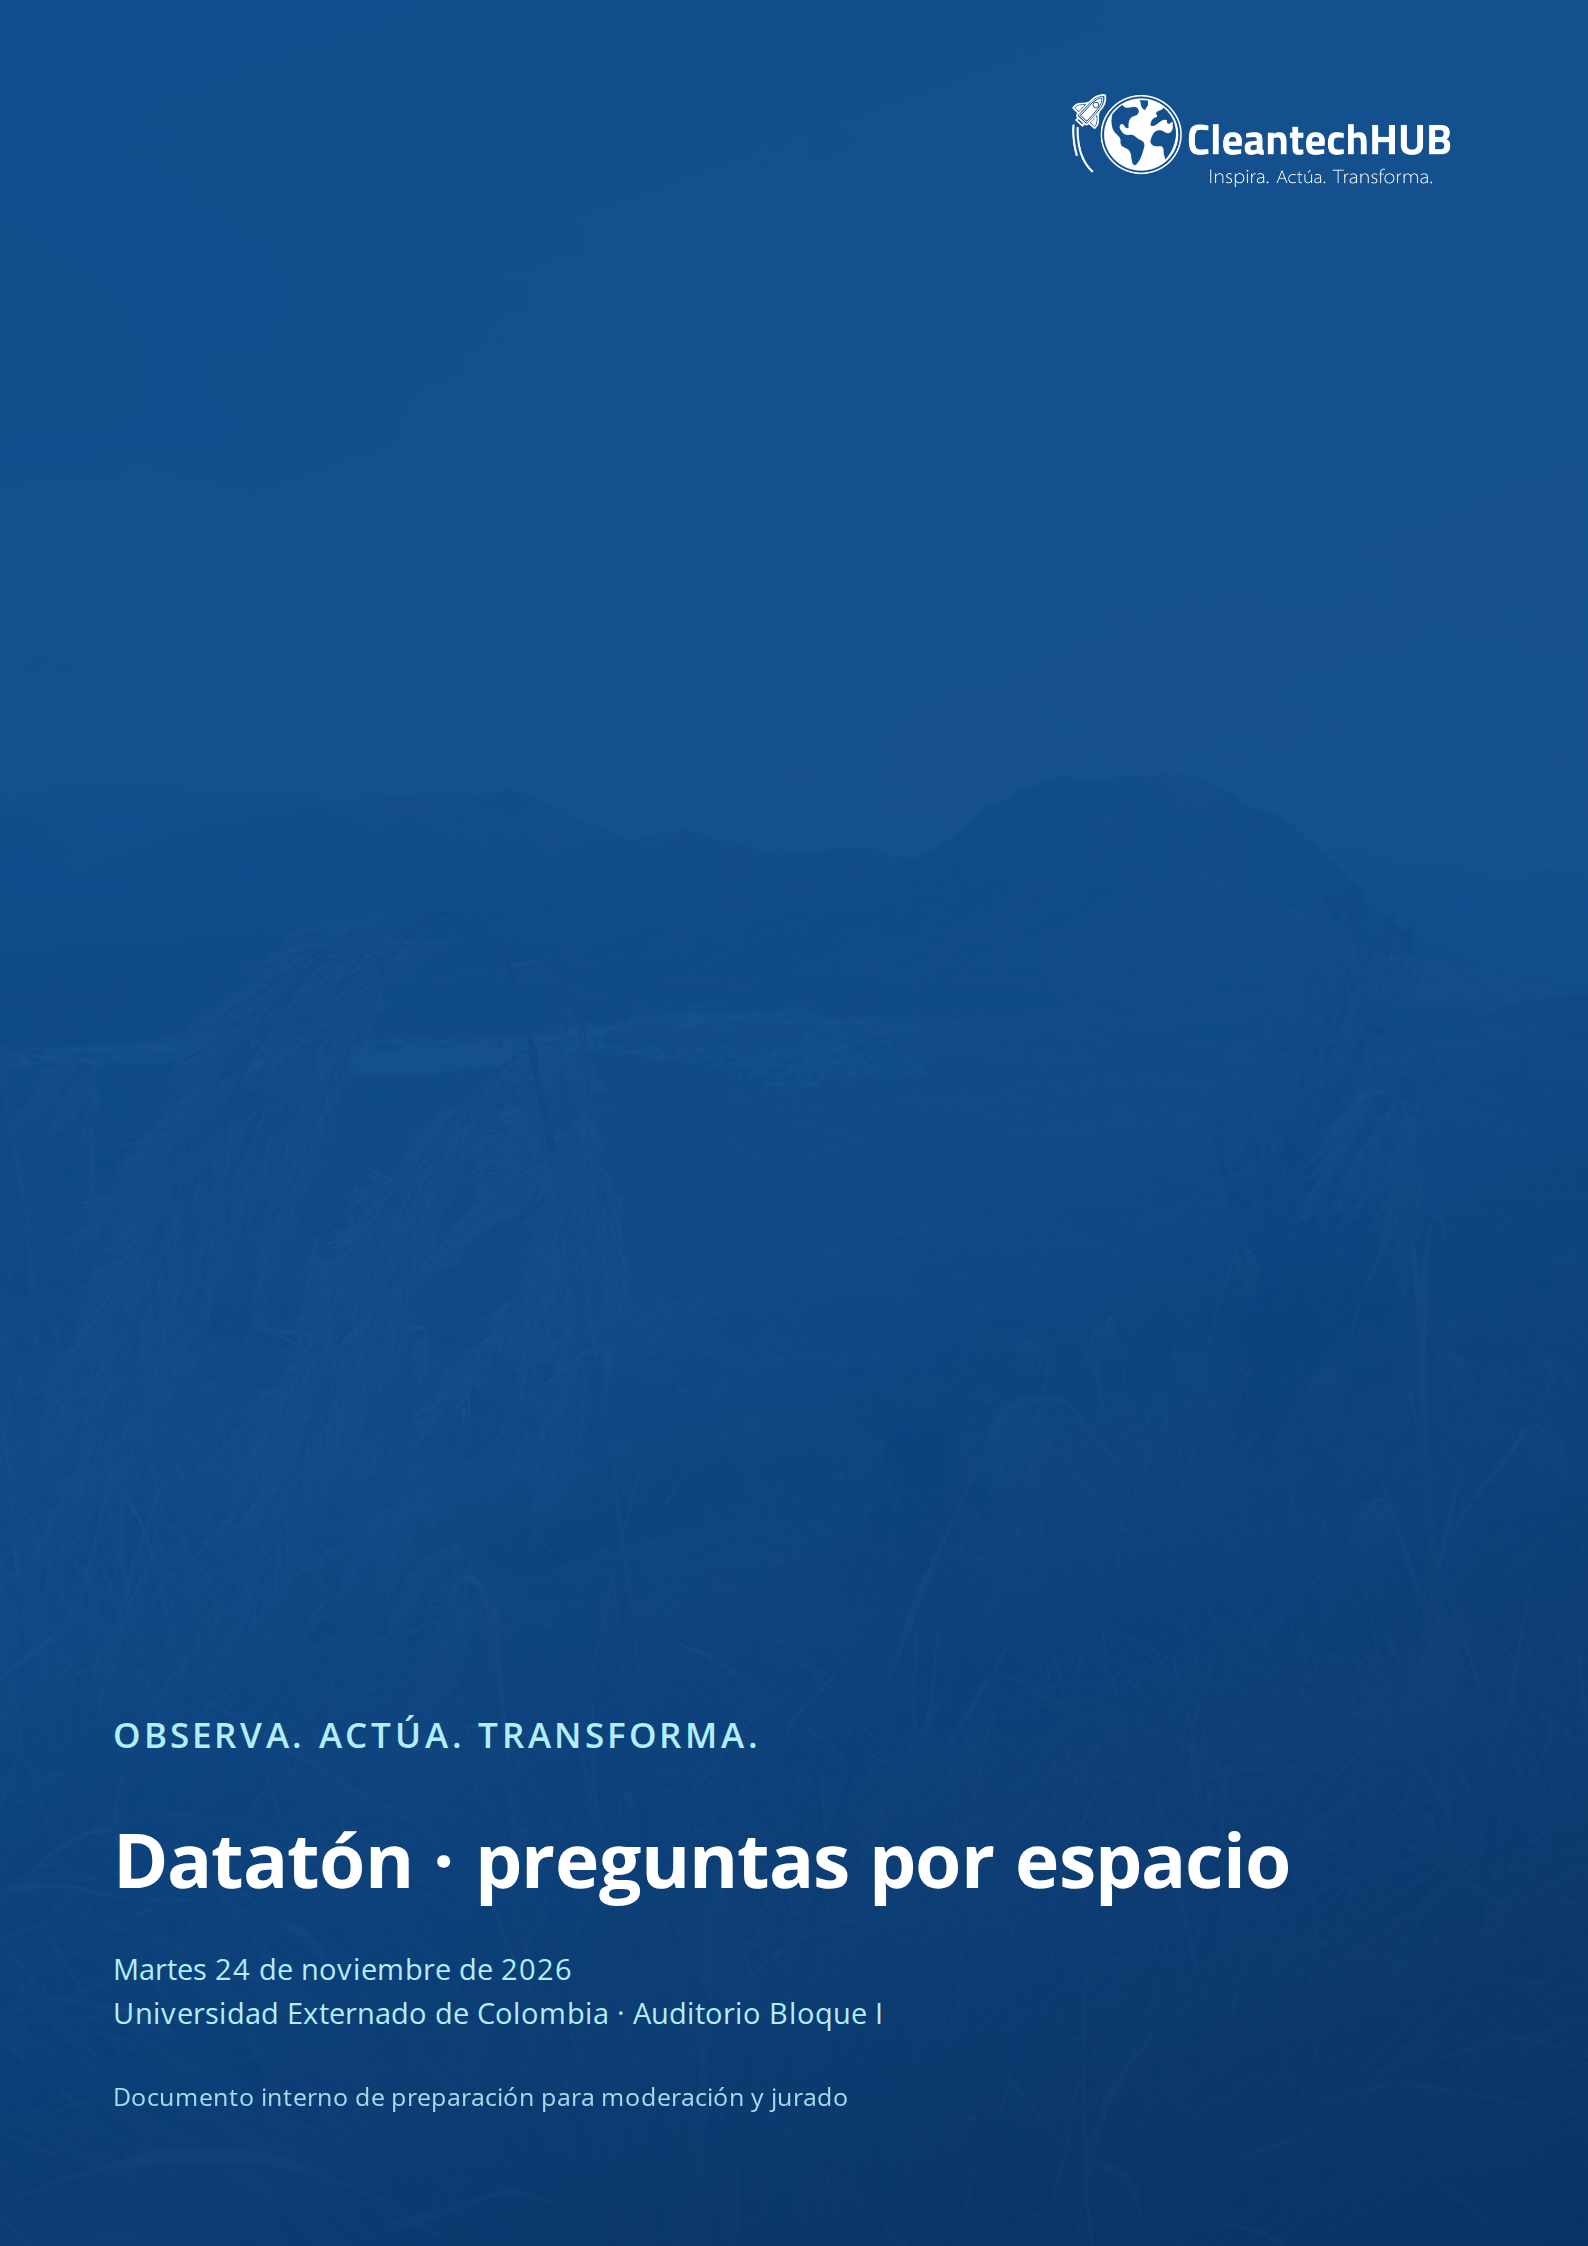 CleantechHUB
Inspira. Actúa. Transforma.
OBSERVA. ACTÚA. TRANSFORMA.
Datatón · preguntas por espacio
Martes 24 de noviembre de 2026
Universidad Externado de Colombia · Auditorio Bloque I
Documento interno de preparación para moderación y jurado